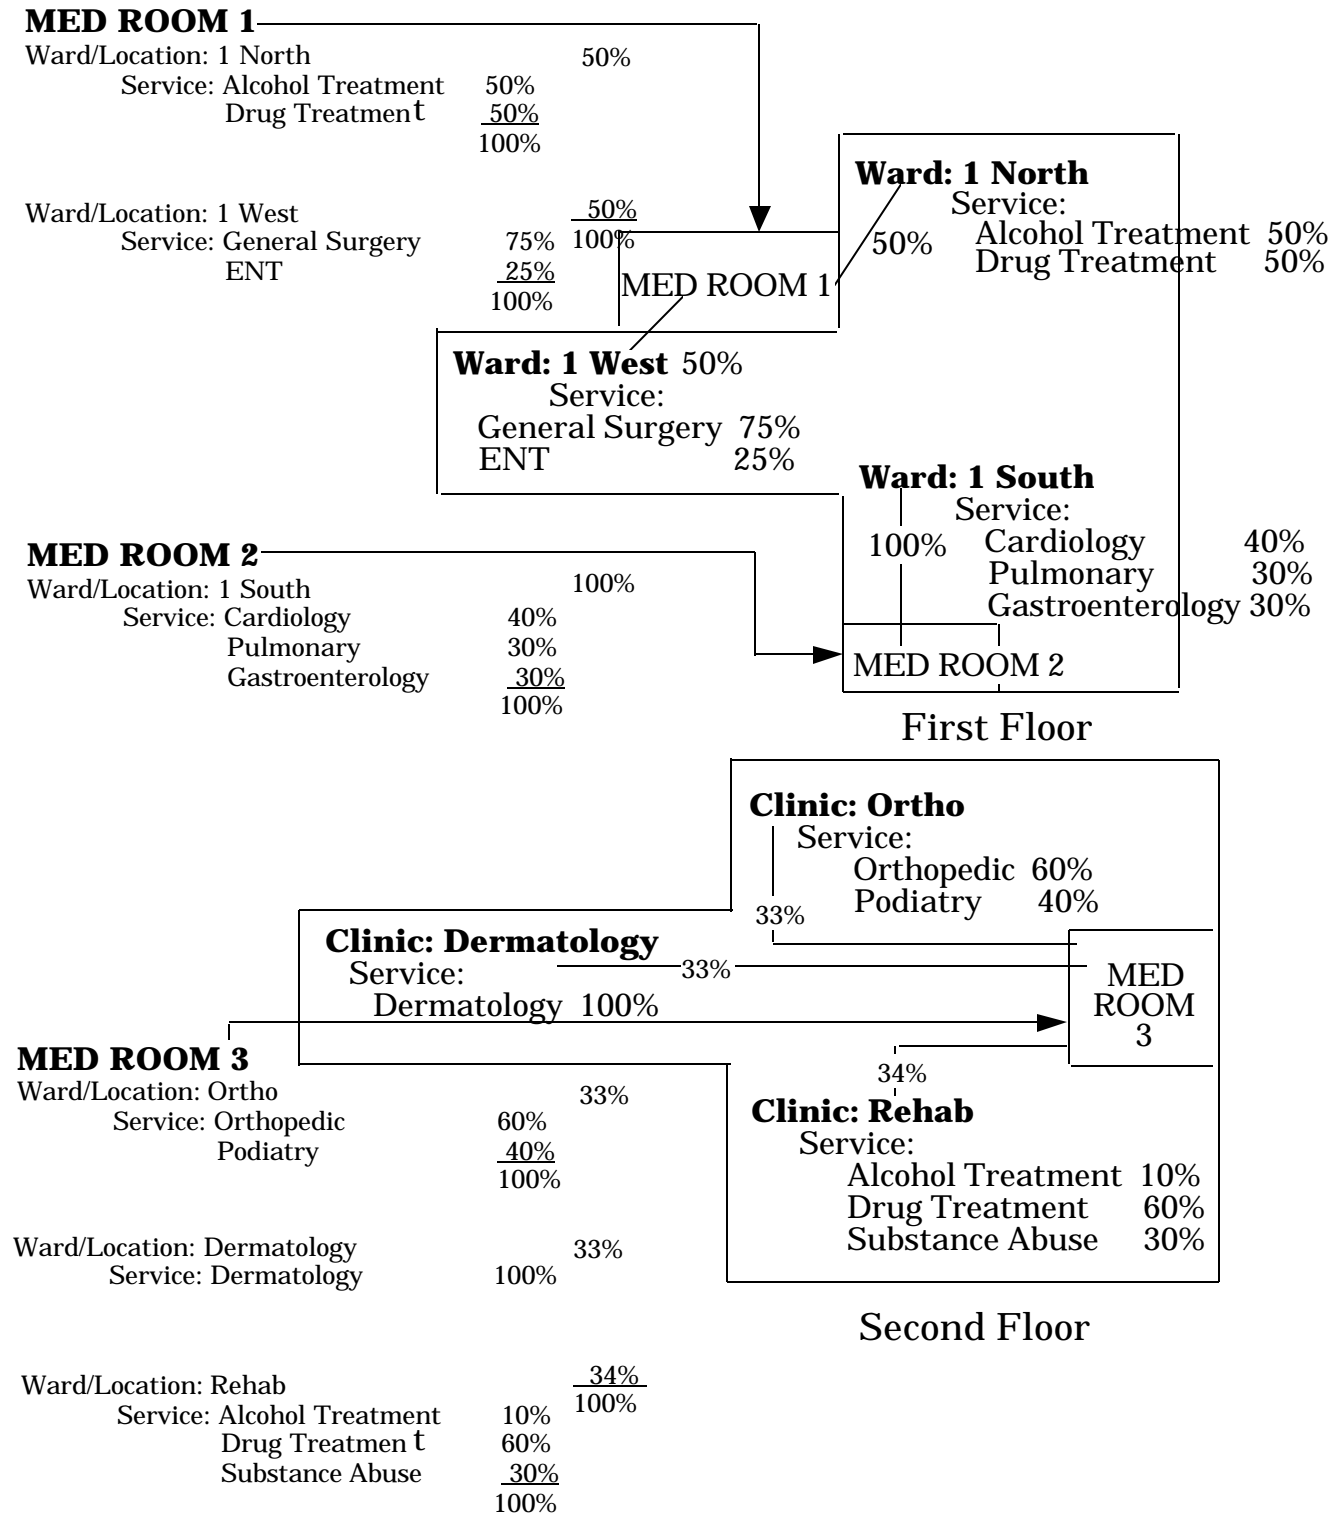 MED ROOM 1
Ward/Location: 1 North 50%
Service: Alcohol Treatment 50%
Drug Treatment 50%
100%
Ward/Location: 1 West 50%
Service: General Surgery 75% 100%
ENT 25%
100%
MED ROOM 1
Ward: 1 North
Service:
50% Alcohol Treatment 50%
Drug Treatment 50%
Ward: 1 West 50%
Service:
General Surgery 75%
ENT 25%
Ward: 1 South
Service:
100% Cardiology 40%
Pulmonary 30%
Gastroenterology 30%
MED ROOM 2
First Floor
MED ROOM 2
Ward/Location: 1 South 100%
Service: Cardiology 40%
Pulmonary 30%
Gastroenterology 30%
100%
Clinic: Ortho
Service:
Orthopedic 60%
Podiatry 40%
33%
Clinic: Dermatology
Service:
33%
Dermatology 100%
MED
ROOM
3
34%
Clinic: Rehab
Service:
Alcohol Treatment 10%
Drug Treatment 60%
Substance Abuse 30%
Second Floor
MED ROOM 3
Ward/Location: Ortho 33%
Service: Orthopedic 60%
Podiatry 40%
100%
Ward/Location: Dermatology 33%
Service: Dermatology 100%
Ward/Location: Rehab 34%
100%
Service: Alcohol Treatment 10%
Drug Treatment 60%
Substance Abuse 30%
100%